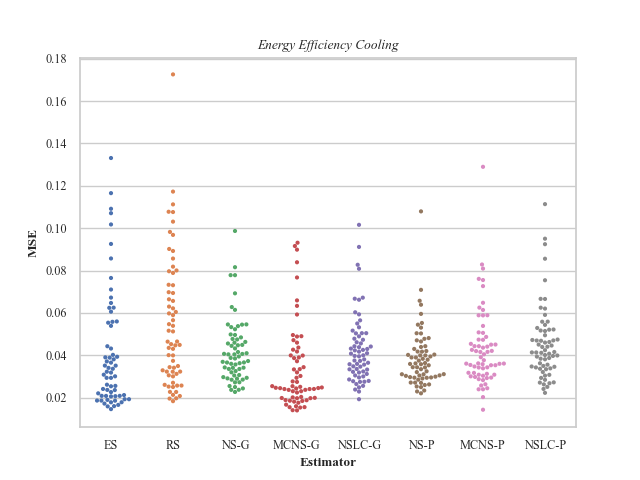 Energy Efficiency Cooling
0.18
0.16
0.14
0.12
0.10
0.08
0.06
0.04
0.02
MSE
ES RS NS-G MCNS-G NSLC-G NS-P MCNS-P NSLC-P
Estimator